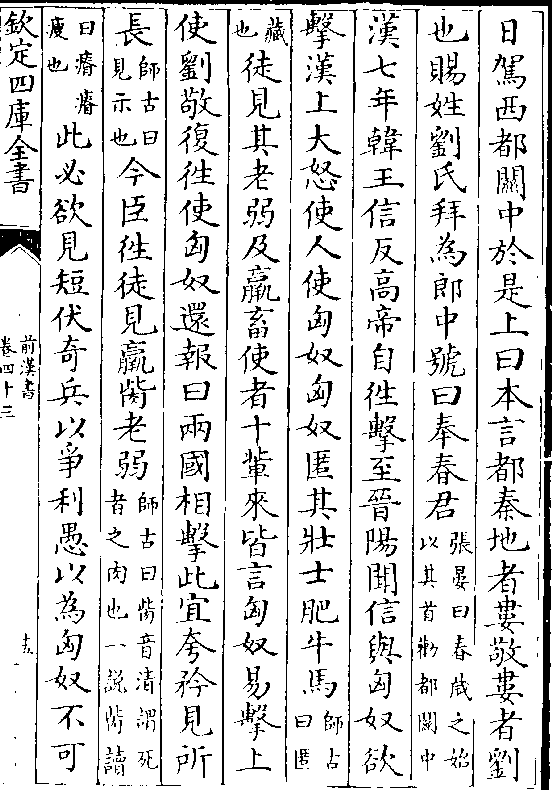 日駕西都關中於是上曰本言都秦地者婁敬婁者劉
也賜姓劉氏拜為郎中號曰奉春君張晏曰春歲之始以其首勸都關中
漢七年韓王信反高帝自往擊至晉陽聞信與匈奴欲
擊漢上大怒使人使匈奴匈奴匿其壯士肥牛馬師古曰匿
藏也徒見其老弱及羸畜使者十輩來皆言匈奴易擊上
使劉敬復往使匈奴還報曰兩國相擊此宜夸矜見所
長師古曰見示也今臣往徒見羸胔老弱師古曰胔音漬謂死者之肉也一說胔讀
曰瘠瘠瘦也此必欲見短伏奇兵以爭利愚以為匈奴不可
欽定四庫全書
前漢書
卷四十三
十五